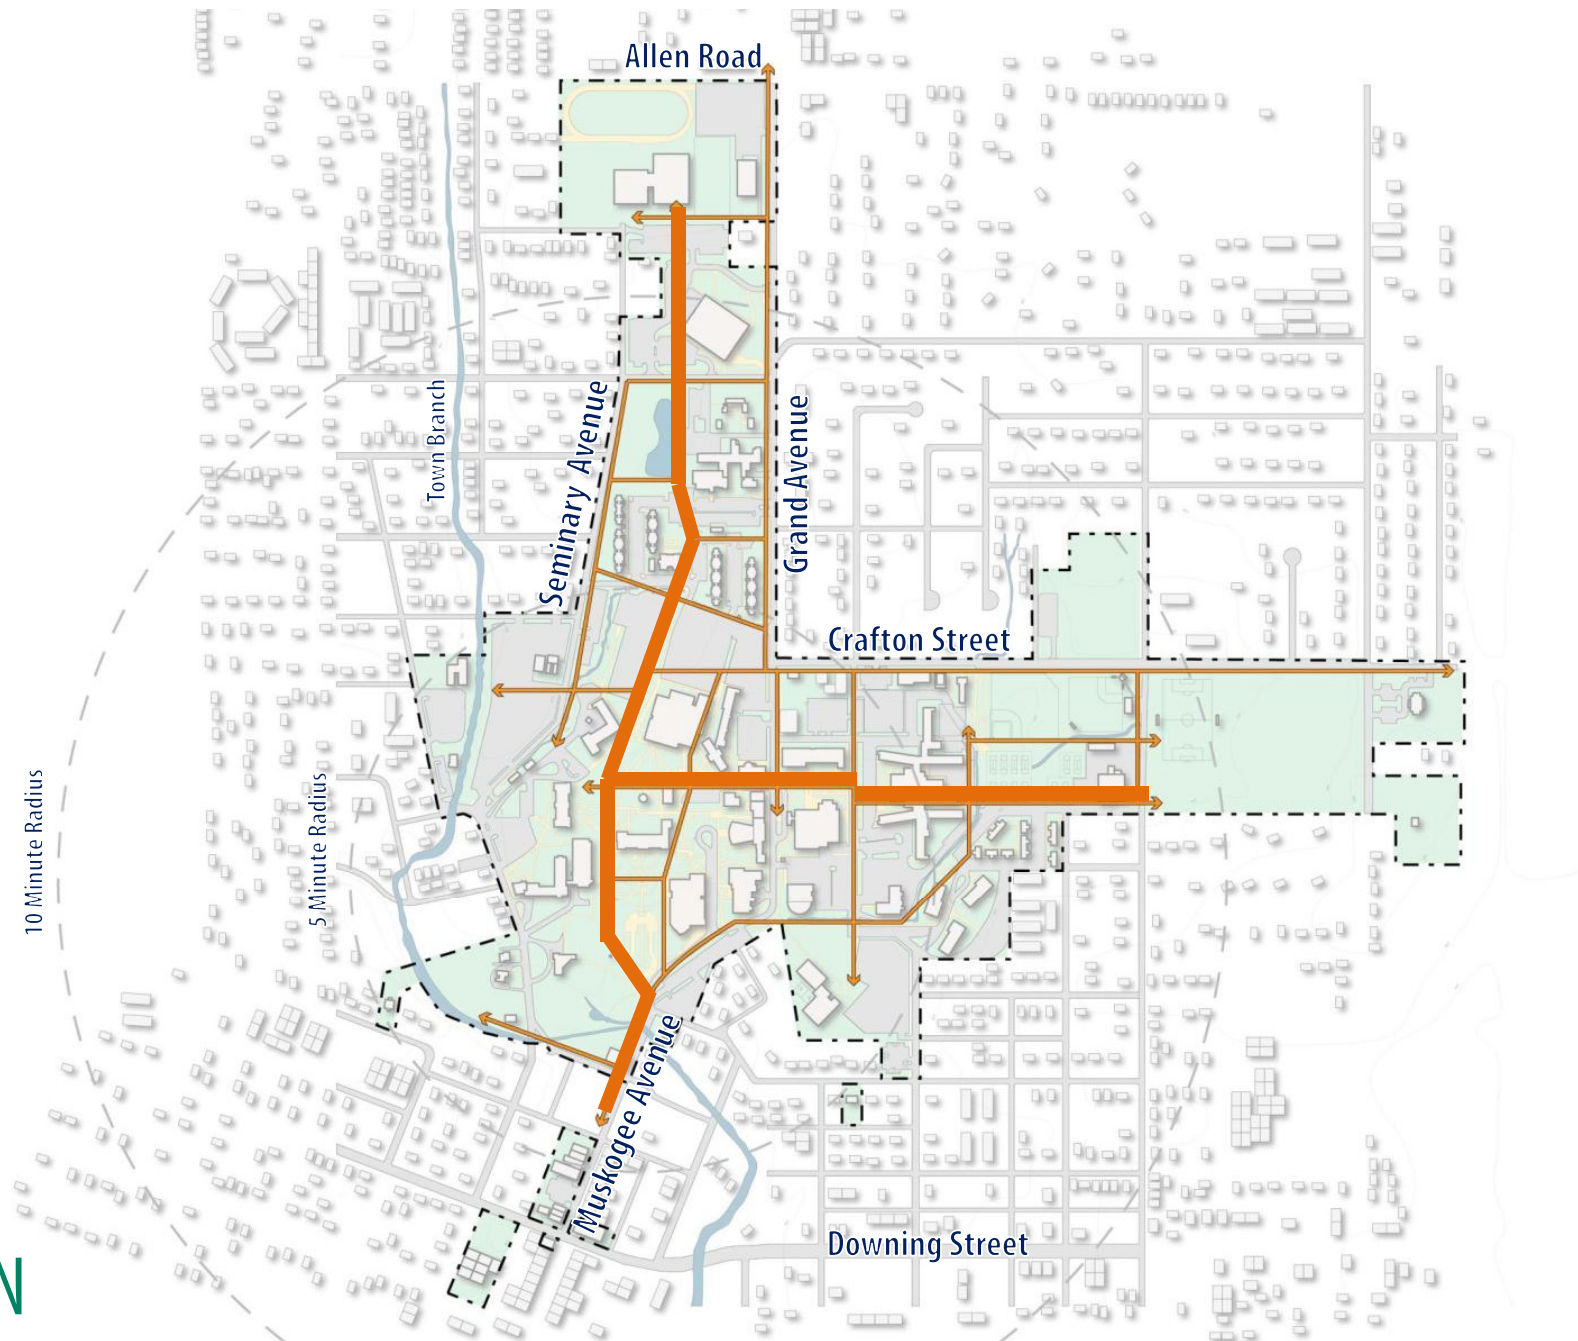 Allen Road
Town Branch
Seminary Avenue
Grand Avenue
Crafton Street
10 Minute Radius
5 Minute Radius
Muskogee Avenue
Downing Street
N